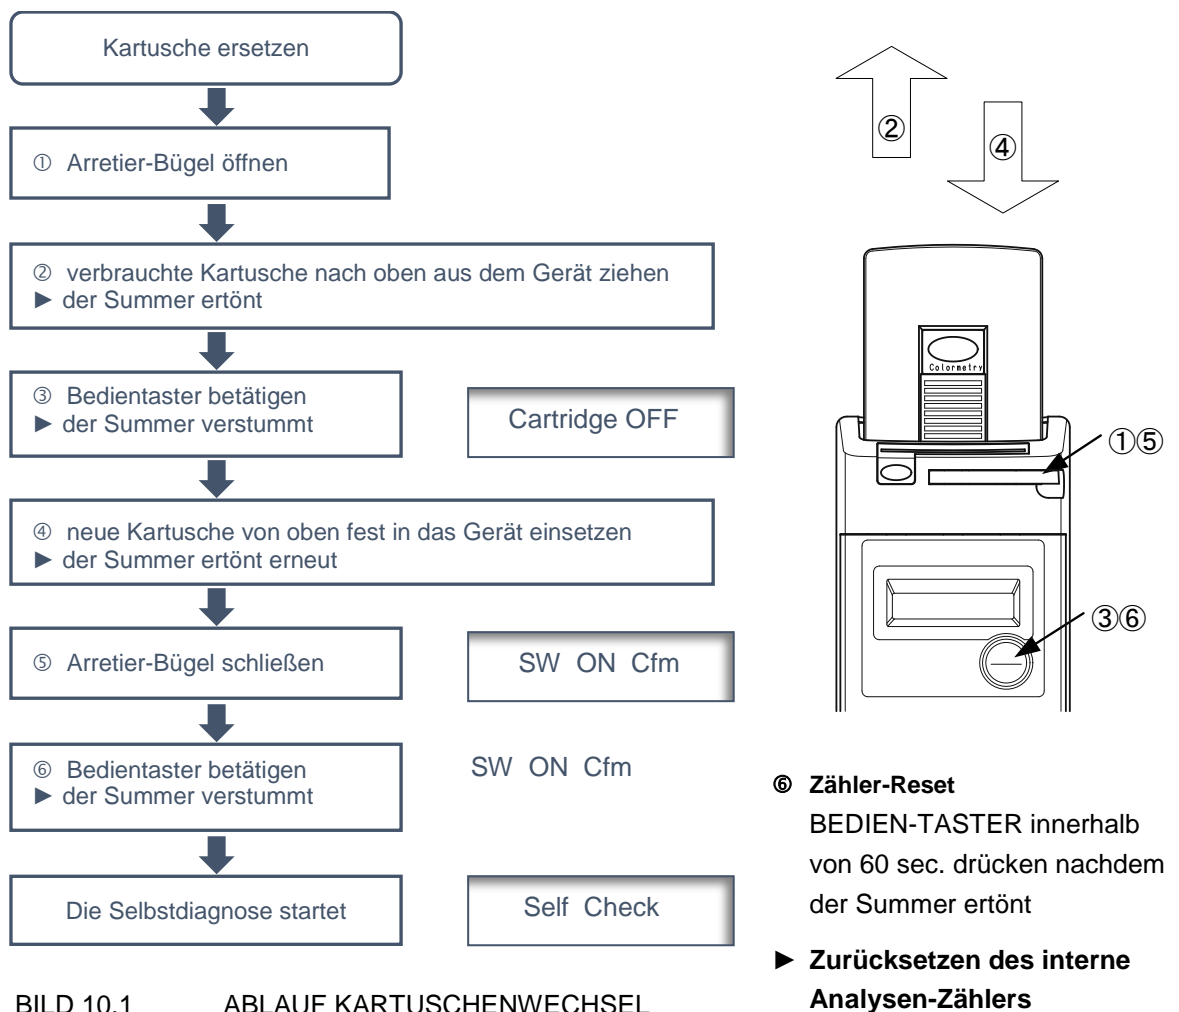 Kartusche ersetzen
① Arretier-Bügel öffnen
② verbrauchte Kartusche nach oben aus dem Gerät ziehen
► der Summer ertönt
③ Bedientaster betätigen
► der Summer verstummt
Cartridge OFF
④ neue Kartusche von oben fest in das Gerät einsetzen
► der Summer ertönt erneut
⑤ Arretier-Bügel schließen
SW ON Cfm
⑥ Bedientaster betätigen
► der Summer verstummt
SW ON Cfm
Die Selbstdiagnose startet
Self Check
BILD 10.1 ABLAUF KARTUSCHENWECHSEL
②
④
Colormetry
①⑤
③⑥
⑥ Zähler-Reset
BEDIEN-TASTER innerhalb
von 60 sec. drücken nachdem
der Summer ertönt
► Zurücksetzen des interne
Analysen-Zählers